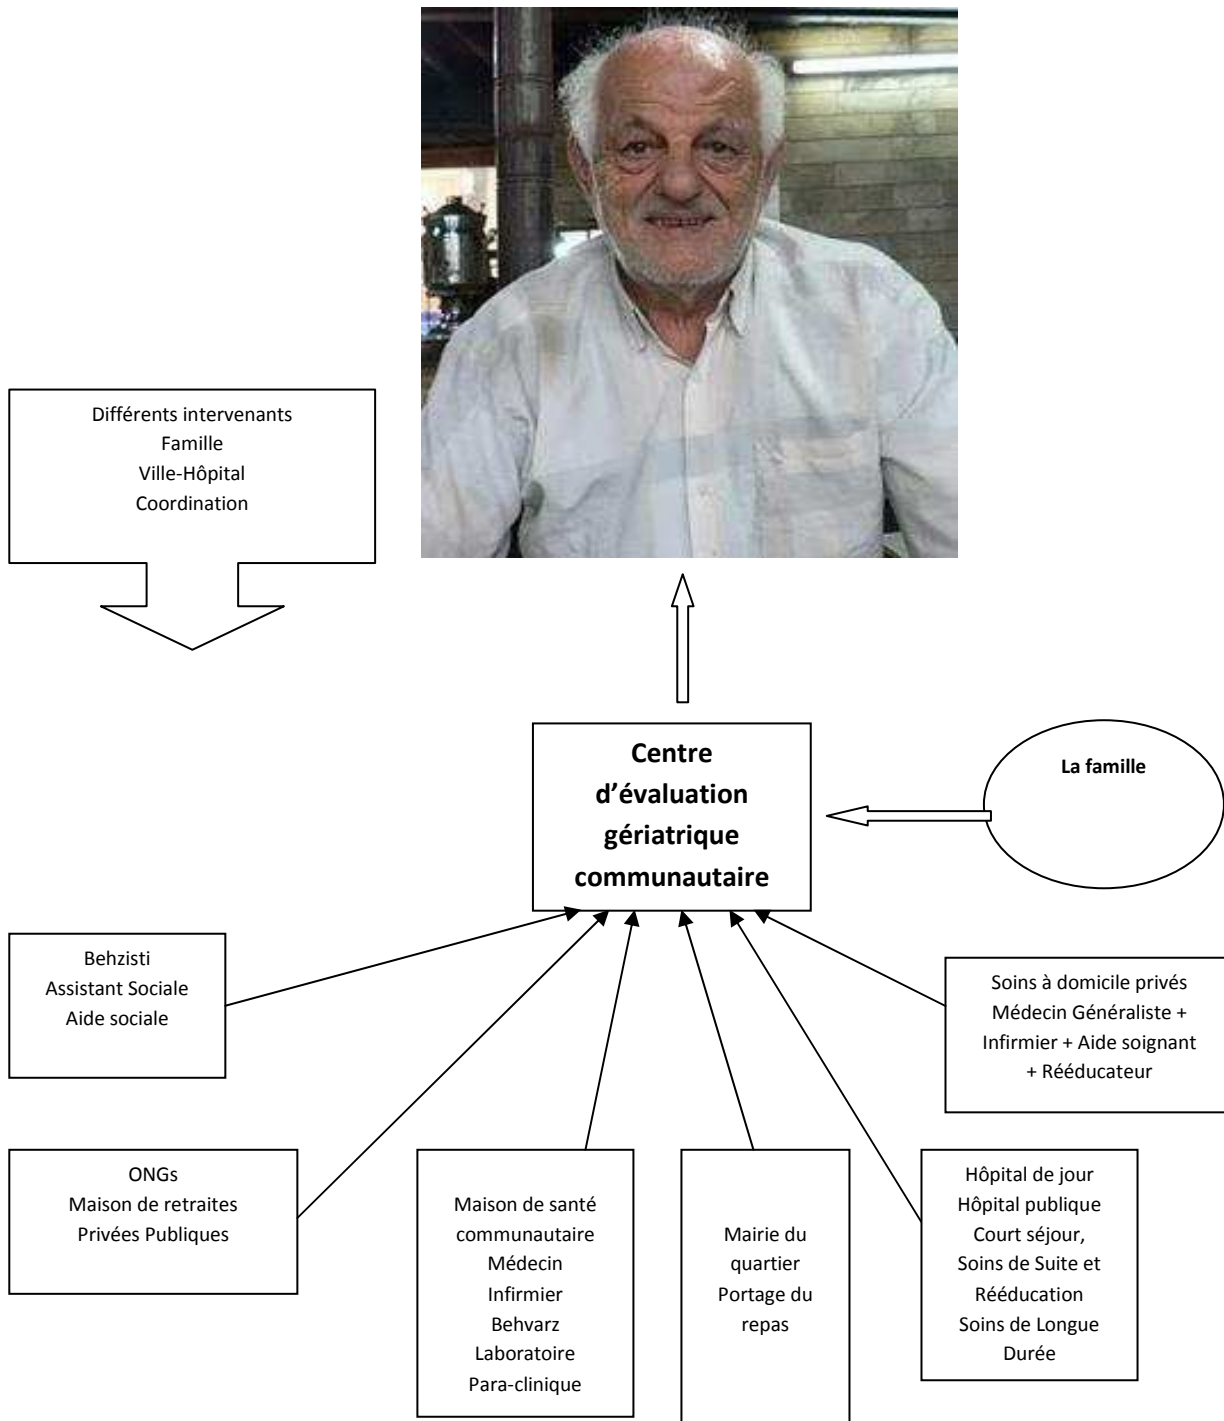 Différents intervenants
Famille
Ville-Hôpital
Coordination
Centre
d’évaluation
gériatrique
communautaire
La famille
Behzisti
Assistant Sociale
Aide sociale
Soins à domicile privés
Médecin Généraliste +
Infirmier + Aide soignant
+ Rééducateur
ONGs
Maison de retraites
Privées Publiques
Maison de santé
communautaire
Médecin
Infirmier
Behvarz
Laboratoire
Para-clinique
Mairie du
quartier
Portage du
repas
Hôpital de jour
Hôpital publique
Court séjour,
Soins de Suite et
Rééducation
Soins de Longue
Durée